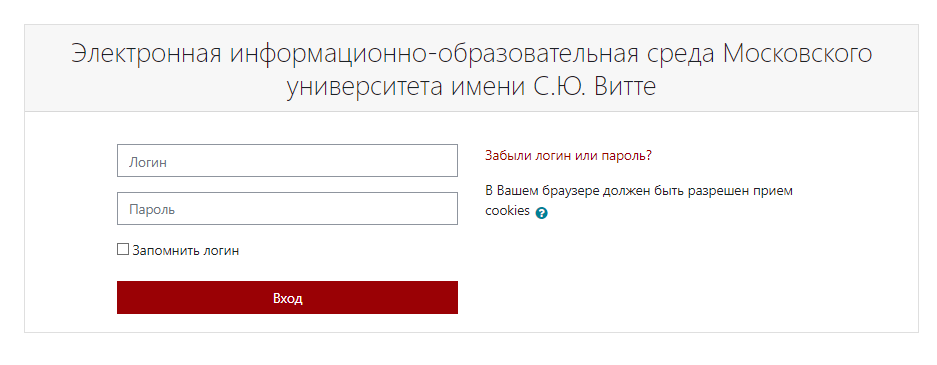 Электронная информационно-образовательная среда Московского
университета имени С.Ю. Витте
Логин
Пароль
Запомнить логин
Вход
Забыли логин или пароль?
В Вашем браузере должен быть разрешен прием
cookies ?